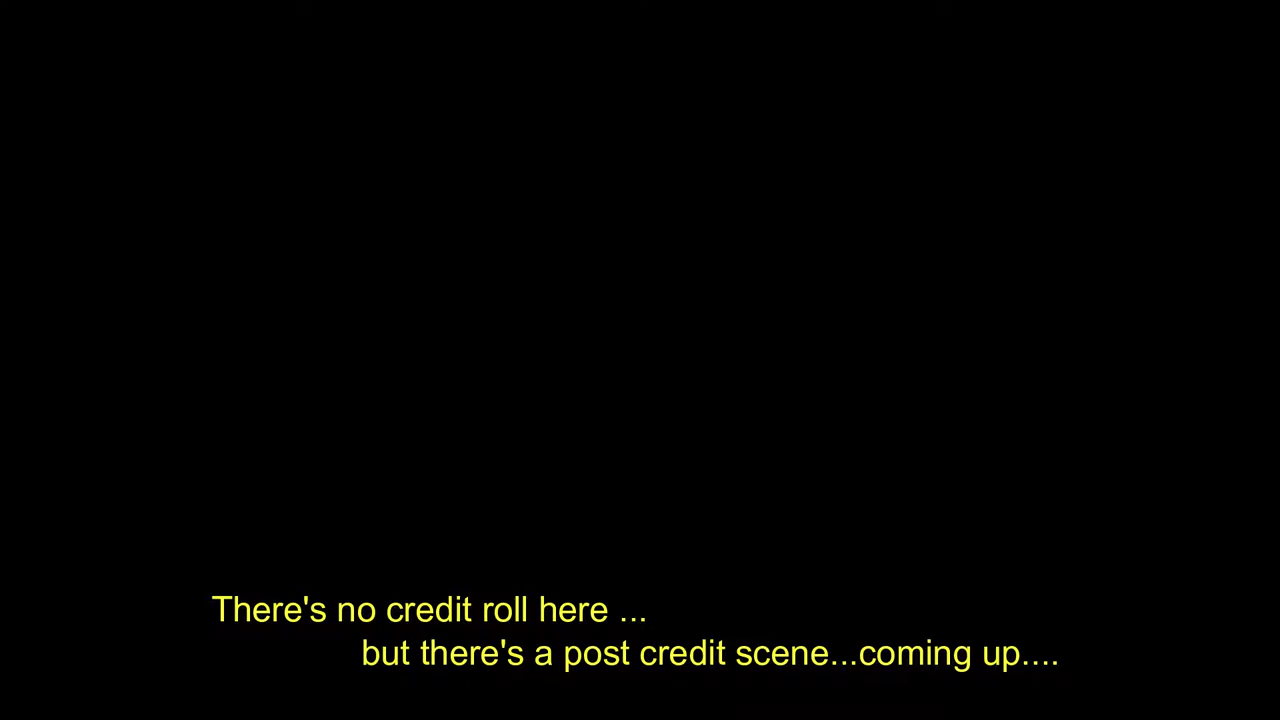 There's no credit roll here ...
but there's a post credit scene...coming up....